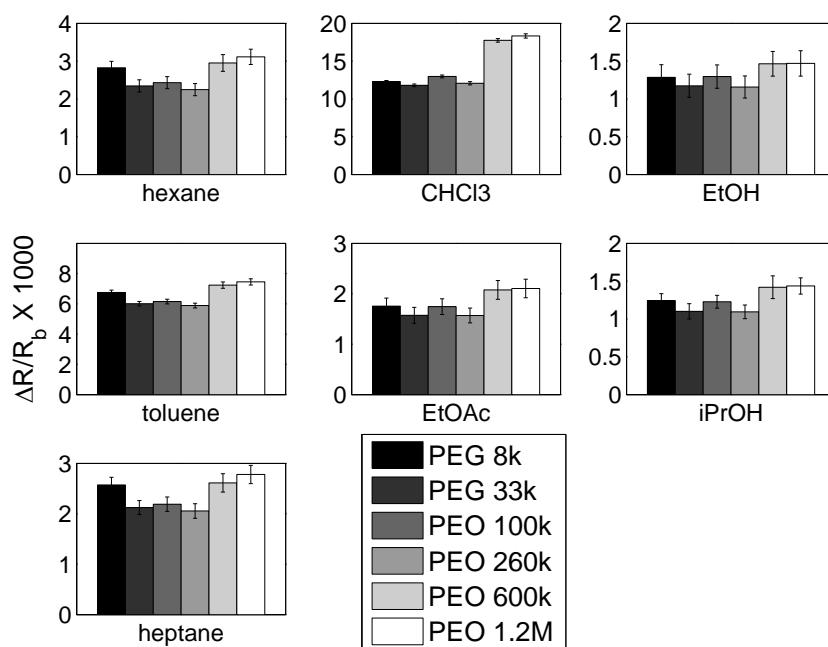 4
3
2
1
0
hexane
20
15
10
5
0
CHCl3
2
1.5
1
0.5
0
EtOH
ΔR/R_b X 1000
8
6
4
2
0
toluene
3
2
1
0
EtOAc
2
1.5
1
0.5
0
iPrOH
3
2
1
0
heptane
PEG 8k
PEG 33k
PEO 100k
PEO 260k
PEO 600k
PEO 1.2M